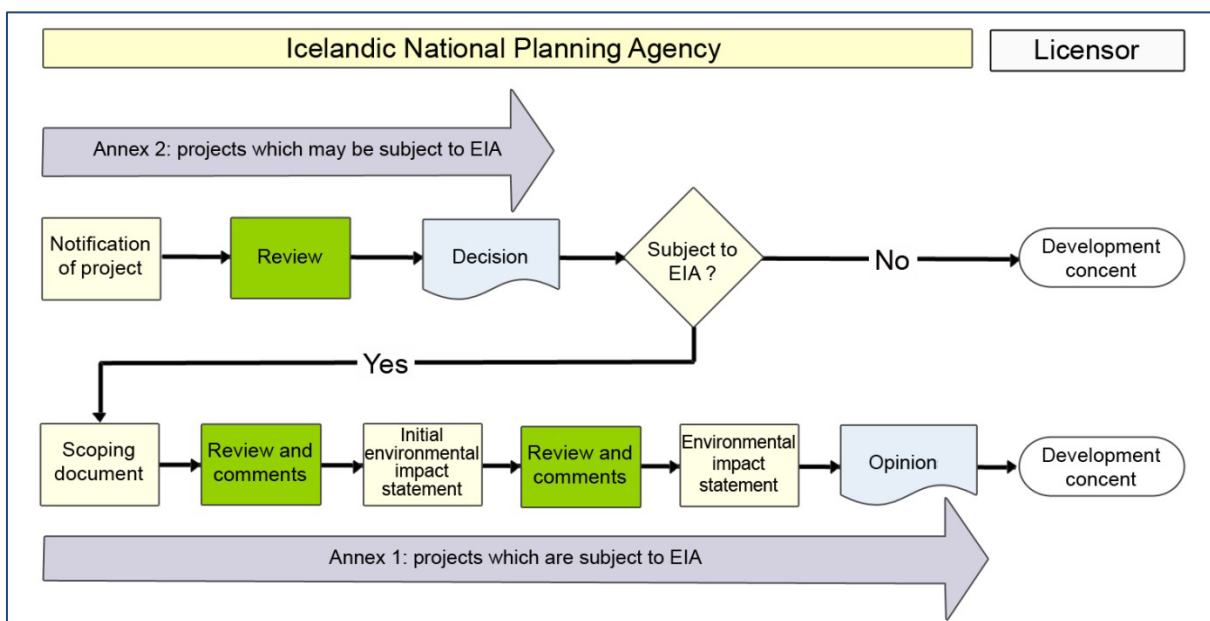 Icelandic National Planning Agency
Licensor
Annex 2: projects which may be subject to EIA
Notification
of project
Review
Decision
Subject to
EIA ?
No
Development
concent
Yes
Scoping
document
Review and
comments
Initial
environmental
impact
statement
Review and
comments
Environmental
impact
statement
Opinion
Development
concent
Annex 1: projects which are subject to EIA